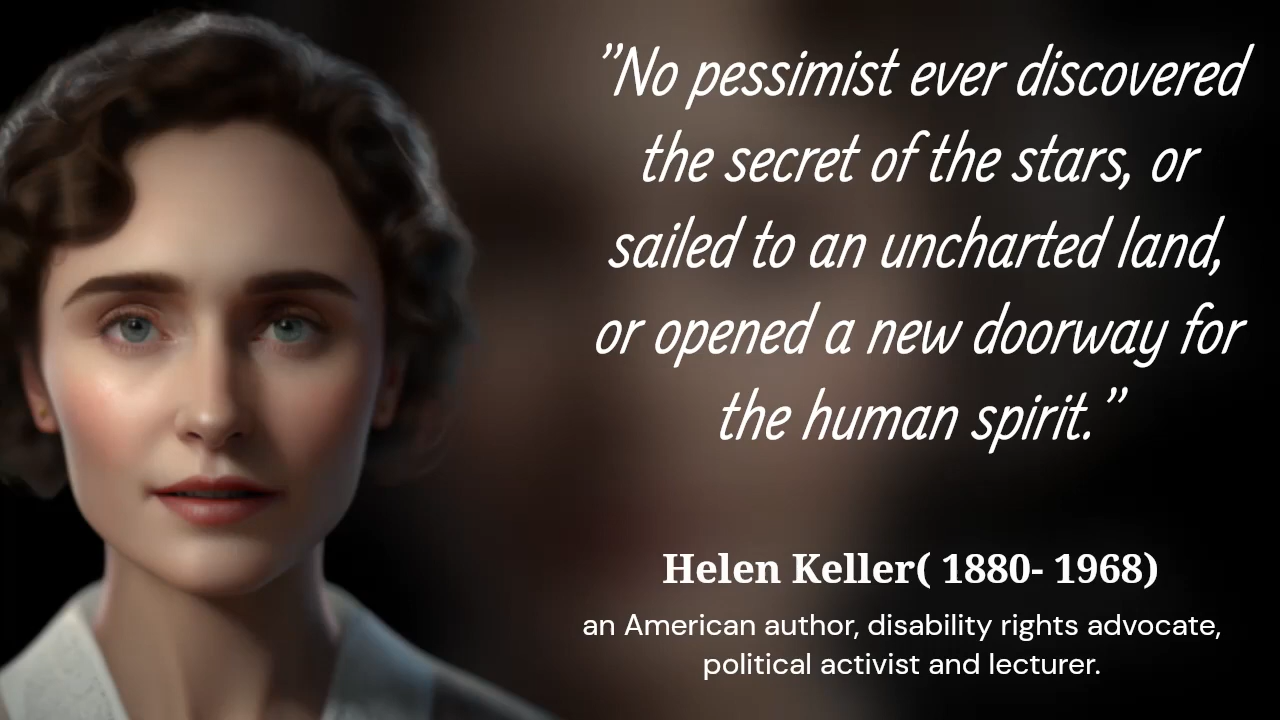 ”No pessimist ever discovered
the secret of the stars, or
sailed to an uncharted land,
or opened a new doorway for
the human spirit.”
Helen Keller( 1880- 1968)
an American author, disability rights advocate,
political activist and lecturer.